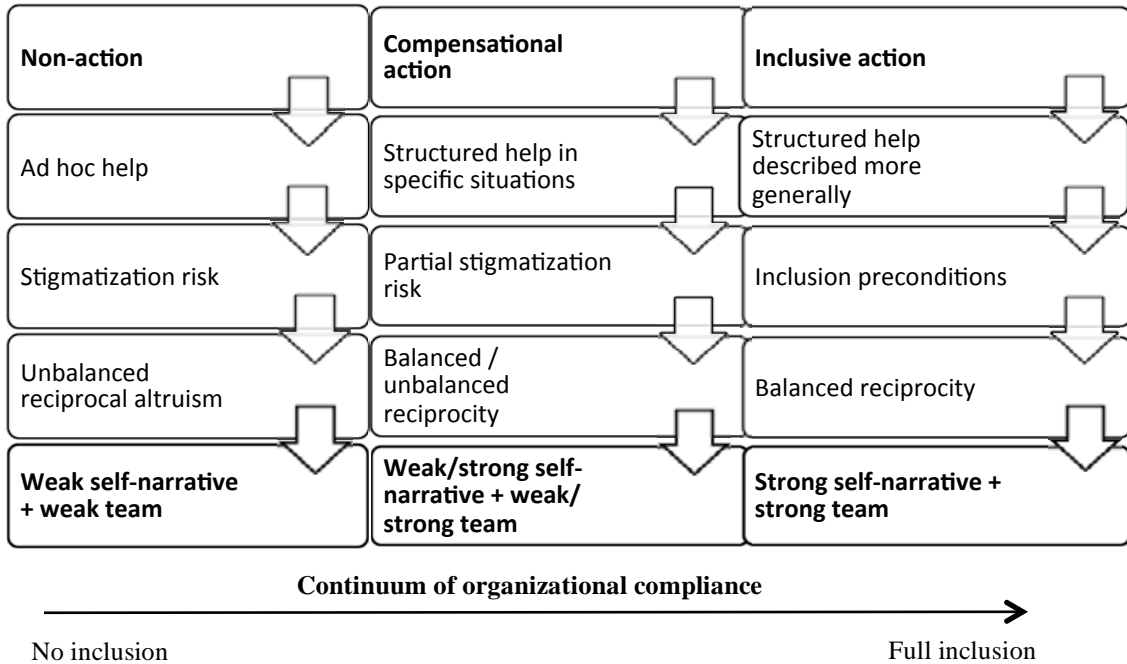 Non-action
Compensational
action
Inclusive action
Ad hoc help
Structured help in
specific situations
Structured help
described more
generally
Stigmatization risk
Partial stigmatization
risk
Inclusion preconditions
Unbalanced
reciprocal altruism
Balanced /
unbalanced
reciprocity
Balanced reciprocity
Weak self-narrative
+ weak team
Weak/strong self-
narrative + weak/
strong team
Strong self-narrative +
strong team
Continuum of organizational compliance
No inclusion
Full inclusion